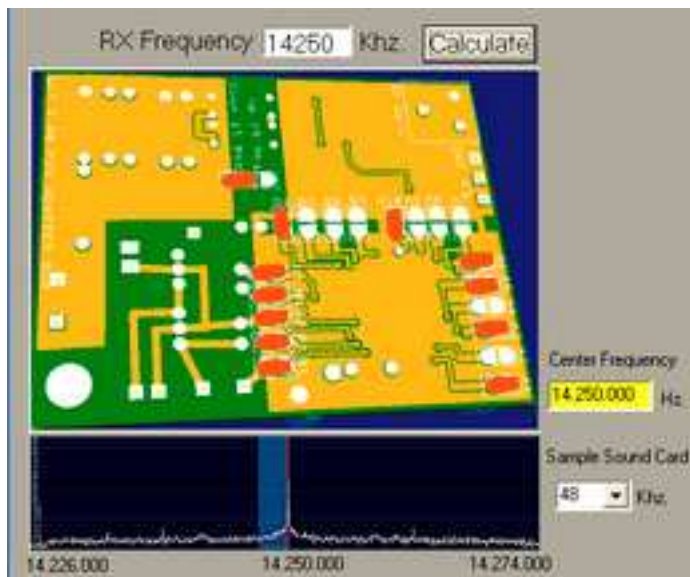 RX Frequency 14250 Khz. Calculate
Center Frequency
14.250.000 Hz
Sample Sound Card
48 Khz.
14.226.000 14.250.000 14.274.000